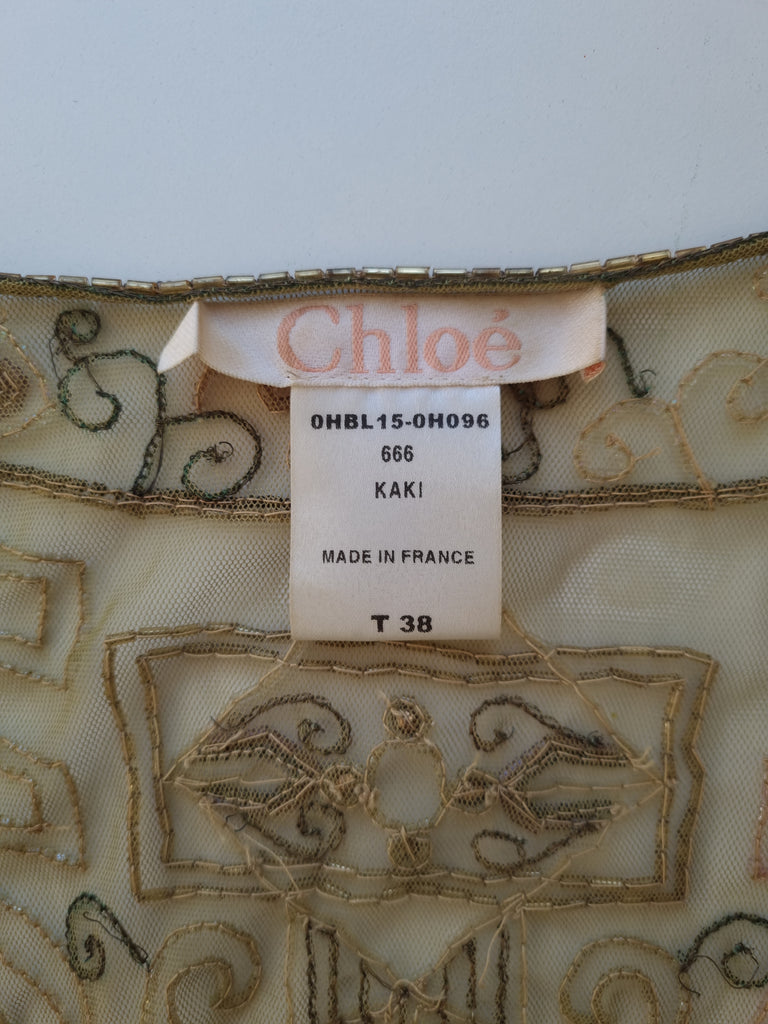 Chloé
0HBL15-0H096
666
KAKI
MADE IN FRANCE
T 38